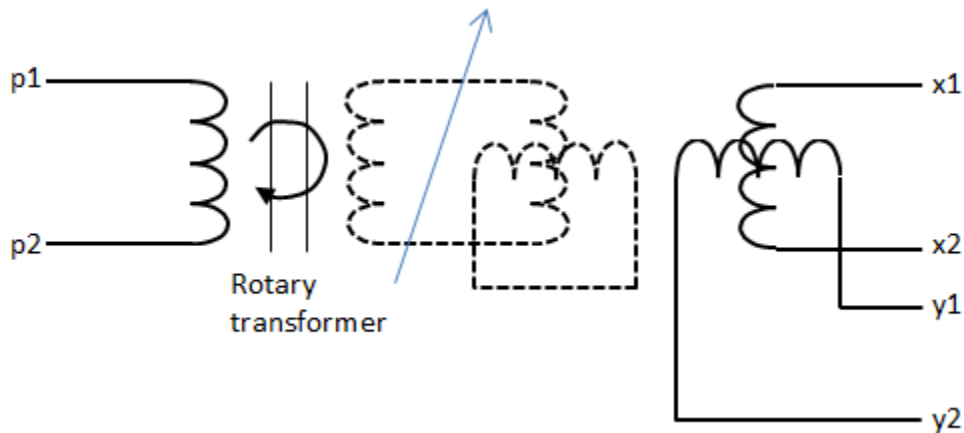 p1
x1
p2
x2
Rotary
transformer
y1
y2